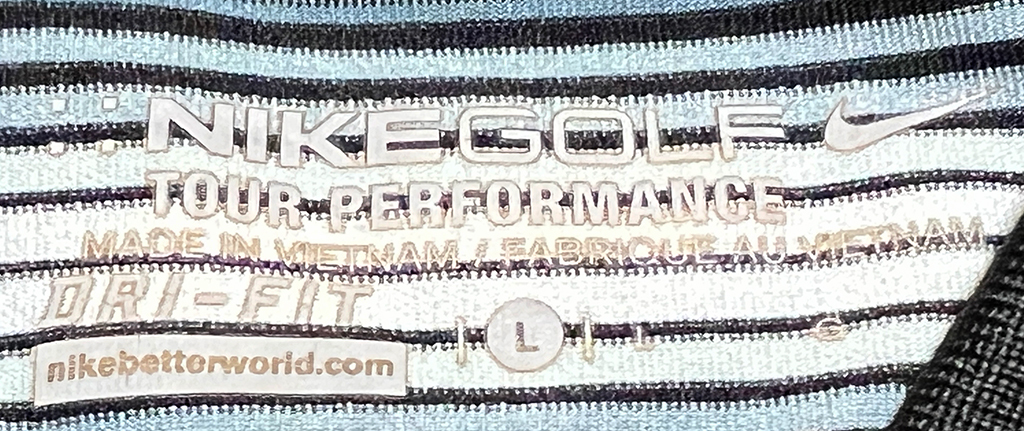 NIKEGOLF
TOUR PERFORMANCE
MADE IN VIETNAM / FABRIQUÉ AU VIETNAM
DRI-FIT
L
nikebetterworld.com